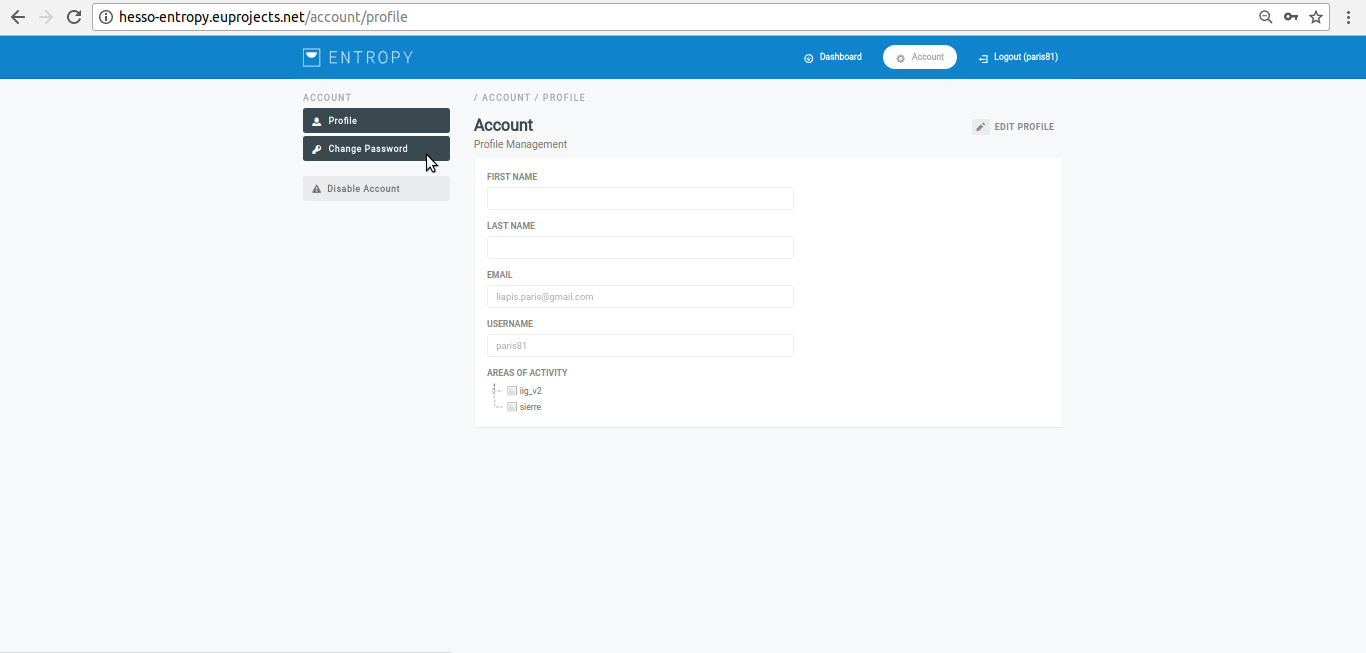 hesso-entropy.euprojects.net/account/profile
ENTROPY
Dashboard
Account
Logout (paris81)
ACCOUNT
Profile
Change Password
Disable Account
/ ACCOUNT / PROFILE
Account
Profile Management
EDIT PROFILE
FIRST NAME
LAST NAME
EMAIL
liapis.paris@gmail.com
USERNAME
paris81
AREAS OF ACTIVITY
iig_v2
sierre